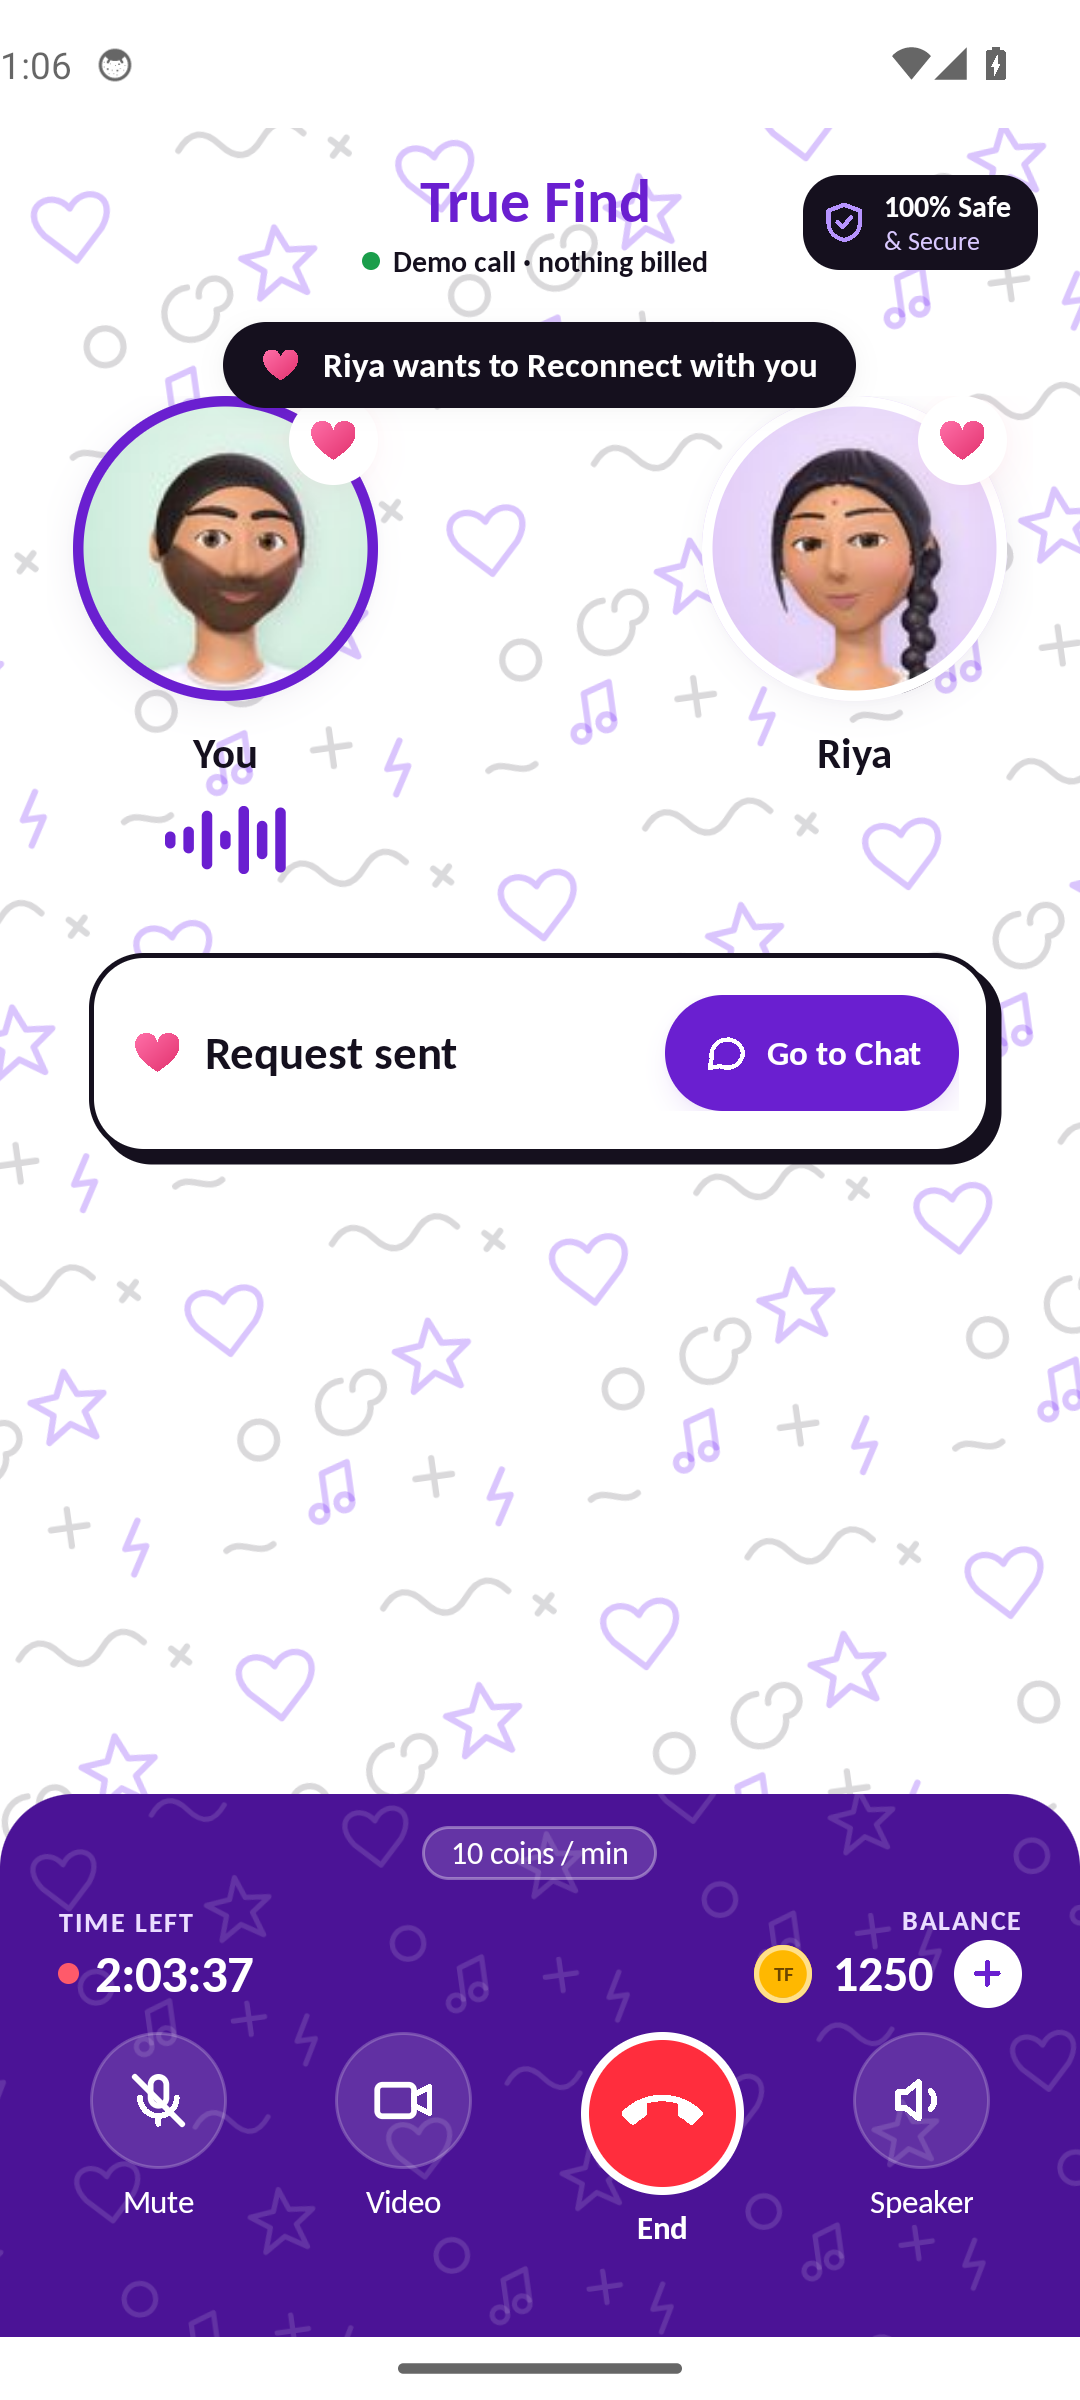 1:06
True Find
Demo call · nothing billed
100% Safe
& Secure
Riya wants to Reconnect with you
You
Riya
Request sent
Go to Chat
10 coins / min
TIME LEFT
2:03:37
BALANCE
TF
1250
Mute
Video
End
Speaker